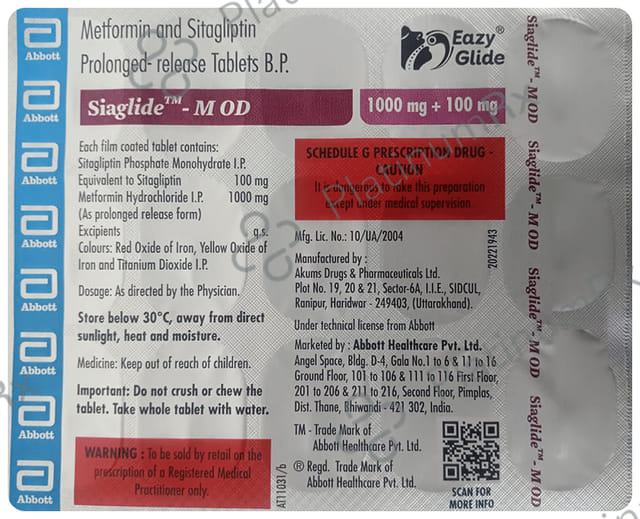 Abbott
Abbott
Abbott
Abbott
Abbott
Abbott
Abbott
Abbott
Metformin and Sitagliptin
Prolonged- release Tablets B.P.
Siaglide™ - M OD
1000 mg + 100 mg
Eazy®
Glide
Each film coated tablet contains:
Sitagliptin Phosphate Monohydrate I.P.
Equivalent to Sitagliptin 100 mg
Metformin Hydrochloride I.P. 1000 mg
(As prolonged release form)
Excipients q.s.
Colours: Red Oxide of Iron, Yellow Oxide of
Iron and Titanium Dioxide I.P.
Dosage: As directed by the Physician.
Store below 30°C, away from direct
sunlight, heat and moisture.
Medicine: Keep out of reach of children.
Important: Do not crush or chew the
tablet. Take whole tablet with water.
WARNING : To be sold by retail on the
prescription of a Registered Medical
Practitioner only.
AT11031/b
SCHEDULE G PRESCRIPTION DRUG -
CAUTION
It is dangerous to take this preparation
except under medical supervision
Mfg. Lic. No.: 10/UA/2004
20221943
Manufactured by :
Akums Drugs & Pharmaceuticals Ltd.
Plot No. 19, 20 & 21, Sector-6A, I.I.E., SIDCUL,
Ranipur, Haridwar - 249403, (Uttarakhand).
Under technical license from Abbott
Marketed by : Abbott Healthcare Pvt. Ltd.
Angel Space, Bldg. D-4, Gala No.1 to 6 & 11 to 16
Ground Floor, 101 to 106 & 111 to 116 First Floor,
201 to 206 & 211 to 216, Second Floor, Pimplas,
Dist. Thane, Bhiwandi - 421 302, India.
TM - Trade Mark of
Abbott Healthcare Pvt. Ltd.
® Regd. Trade Mark of
Abbott Healthcare Pvt. Ltd.
SCAN FOR
MORE INFO
Siaglide™ - M OD
Siaglide™ - M OD
Siaglide™ - M OD
Siaglide™ - M OD
PlatinumRx